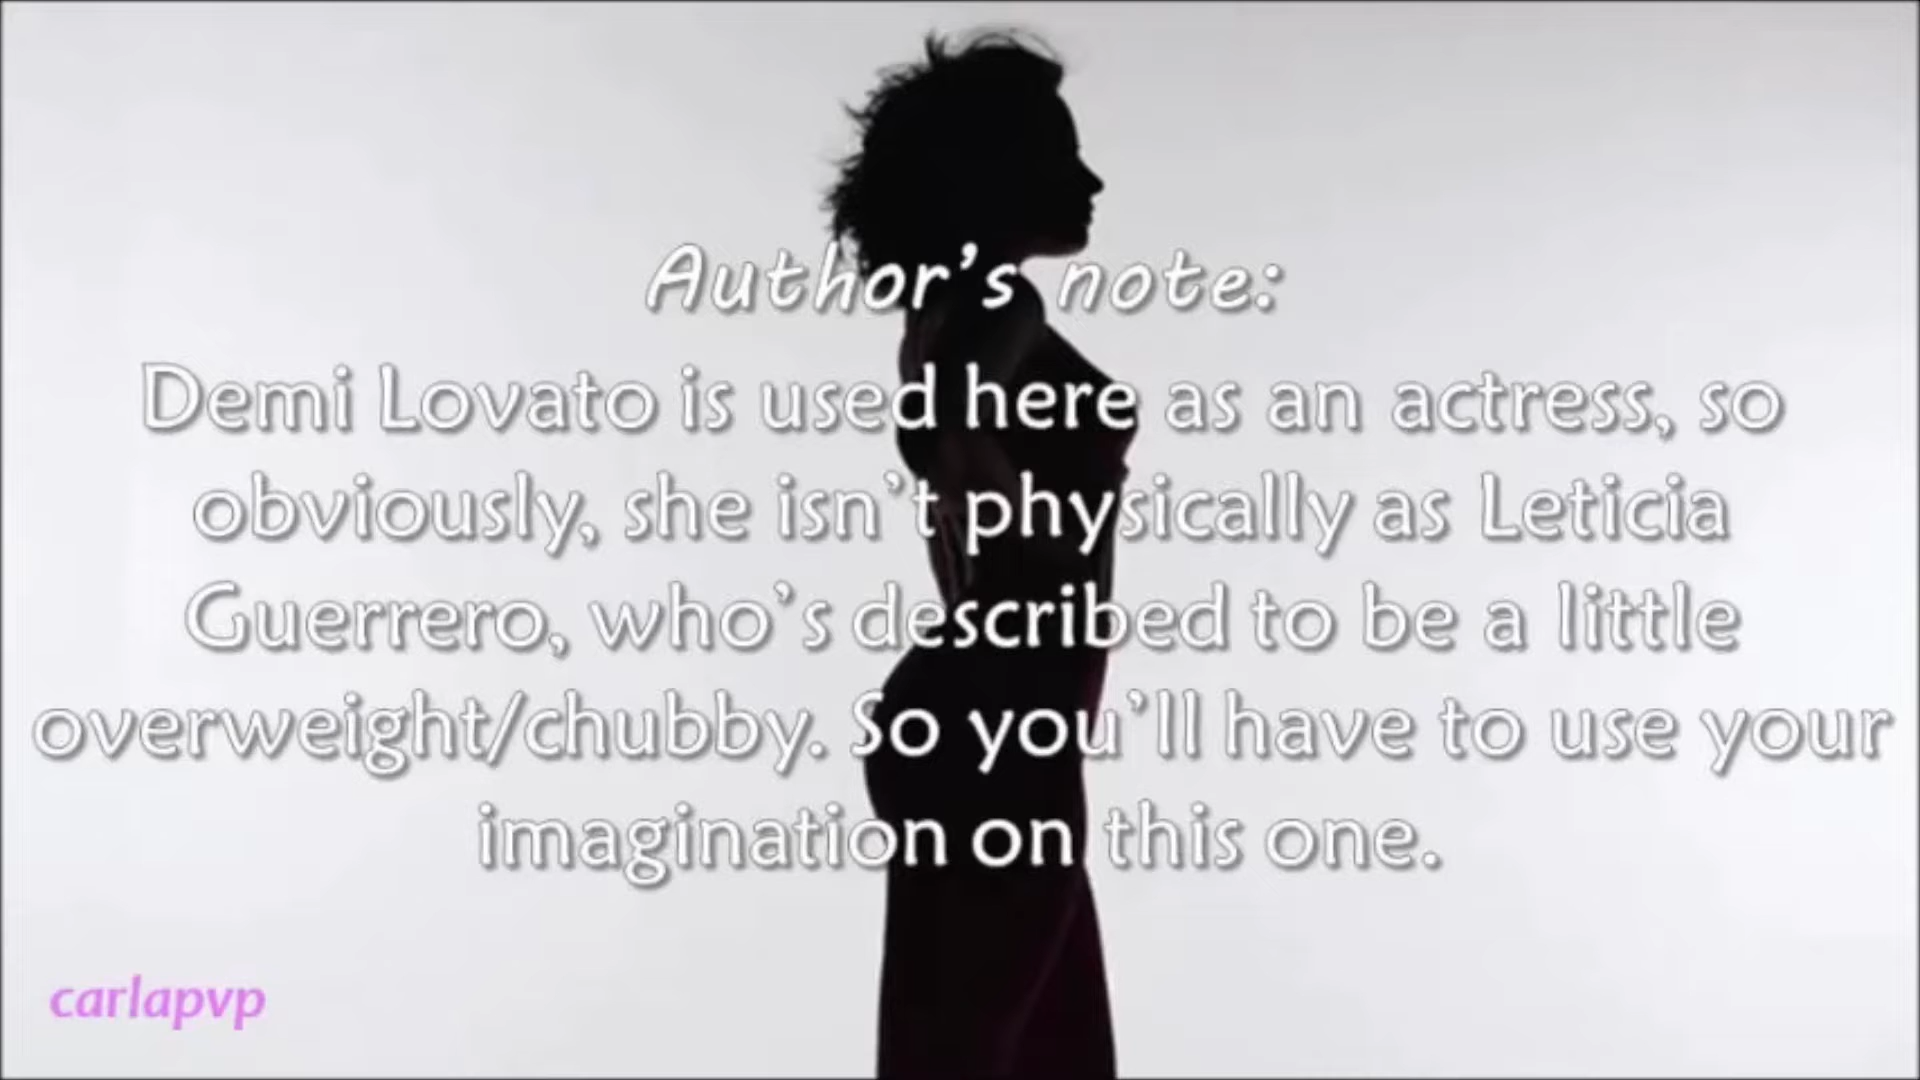 Author's note:
Demi Lovato is used here as an actress, so
obviously, she isn't physically as Leticia
Guerrero, who's described to be a little
overweight/chubby. So you'll have to use your
imagination on this one.
carlapvp